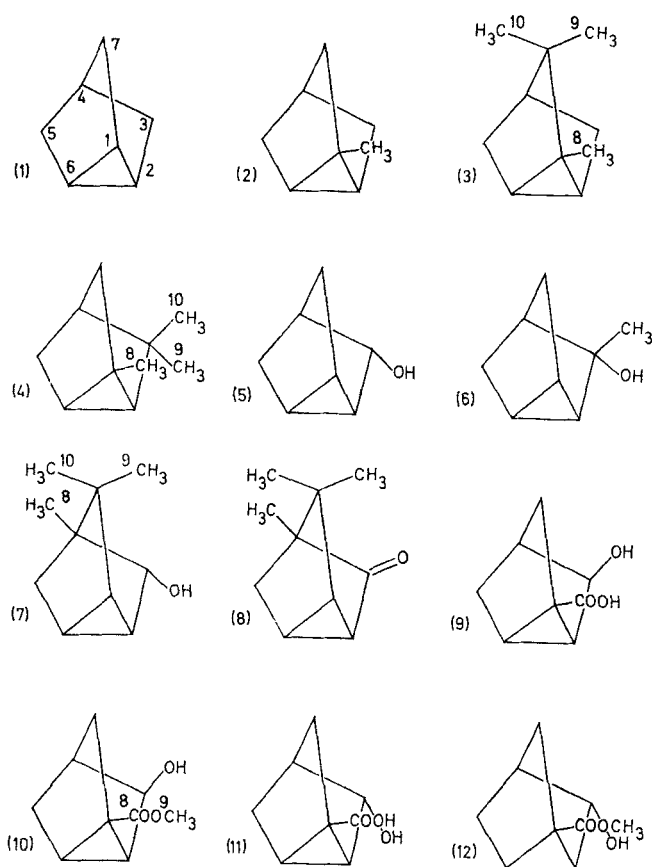 7
4
3
5
1
6
2
(1)
CH3
(2)
10
9
H3C
CH3
8
CH3
(3)
10
CH3
9
8
CH3
CH3
(4)
OH
(5)
CH3
OH
(6)
10
9
H3C
CH3
8
H3C
OH
(7)
H3C
CH3
H3C
O
(8)
OH
COOH
(9)
OH
8
9
COOCH3
(10)
COOH
OH
(11)
COOCH3
OH
(12)